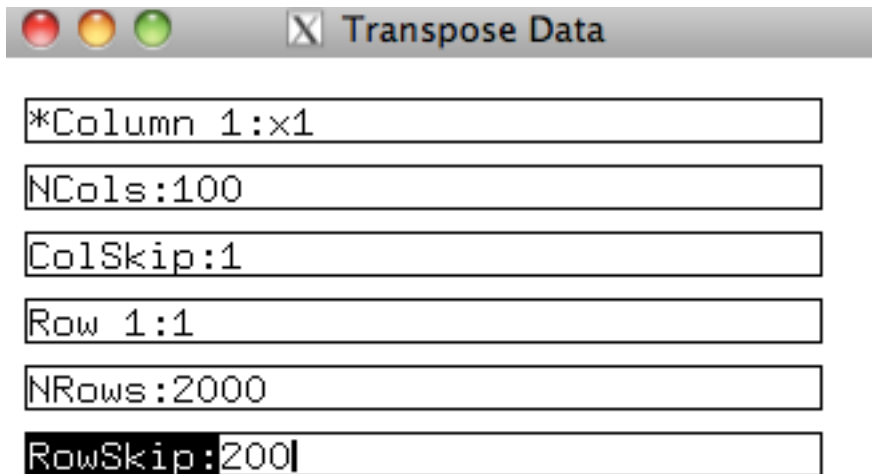 X Transpose Data
*Column 1:x1
NCols:100
ColSkip:1
Row 1:1
NRows:2000
RowSkip:200